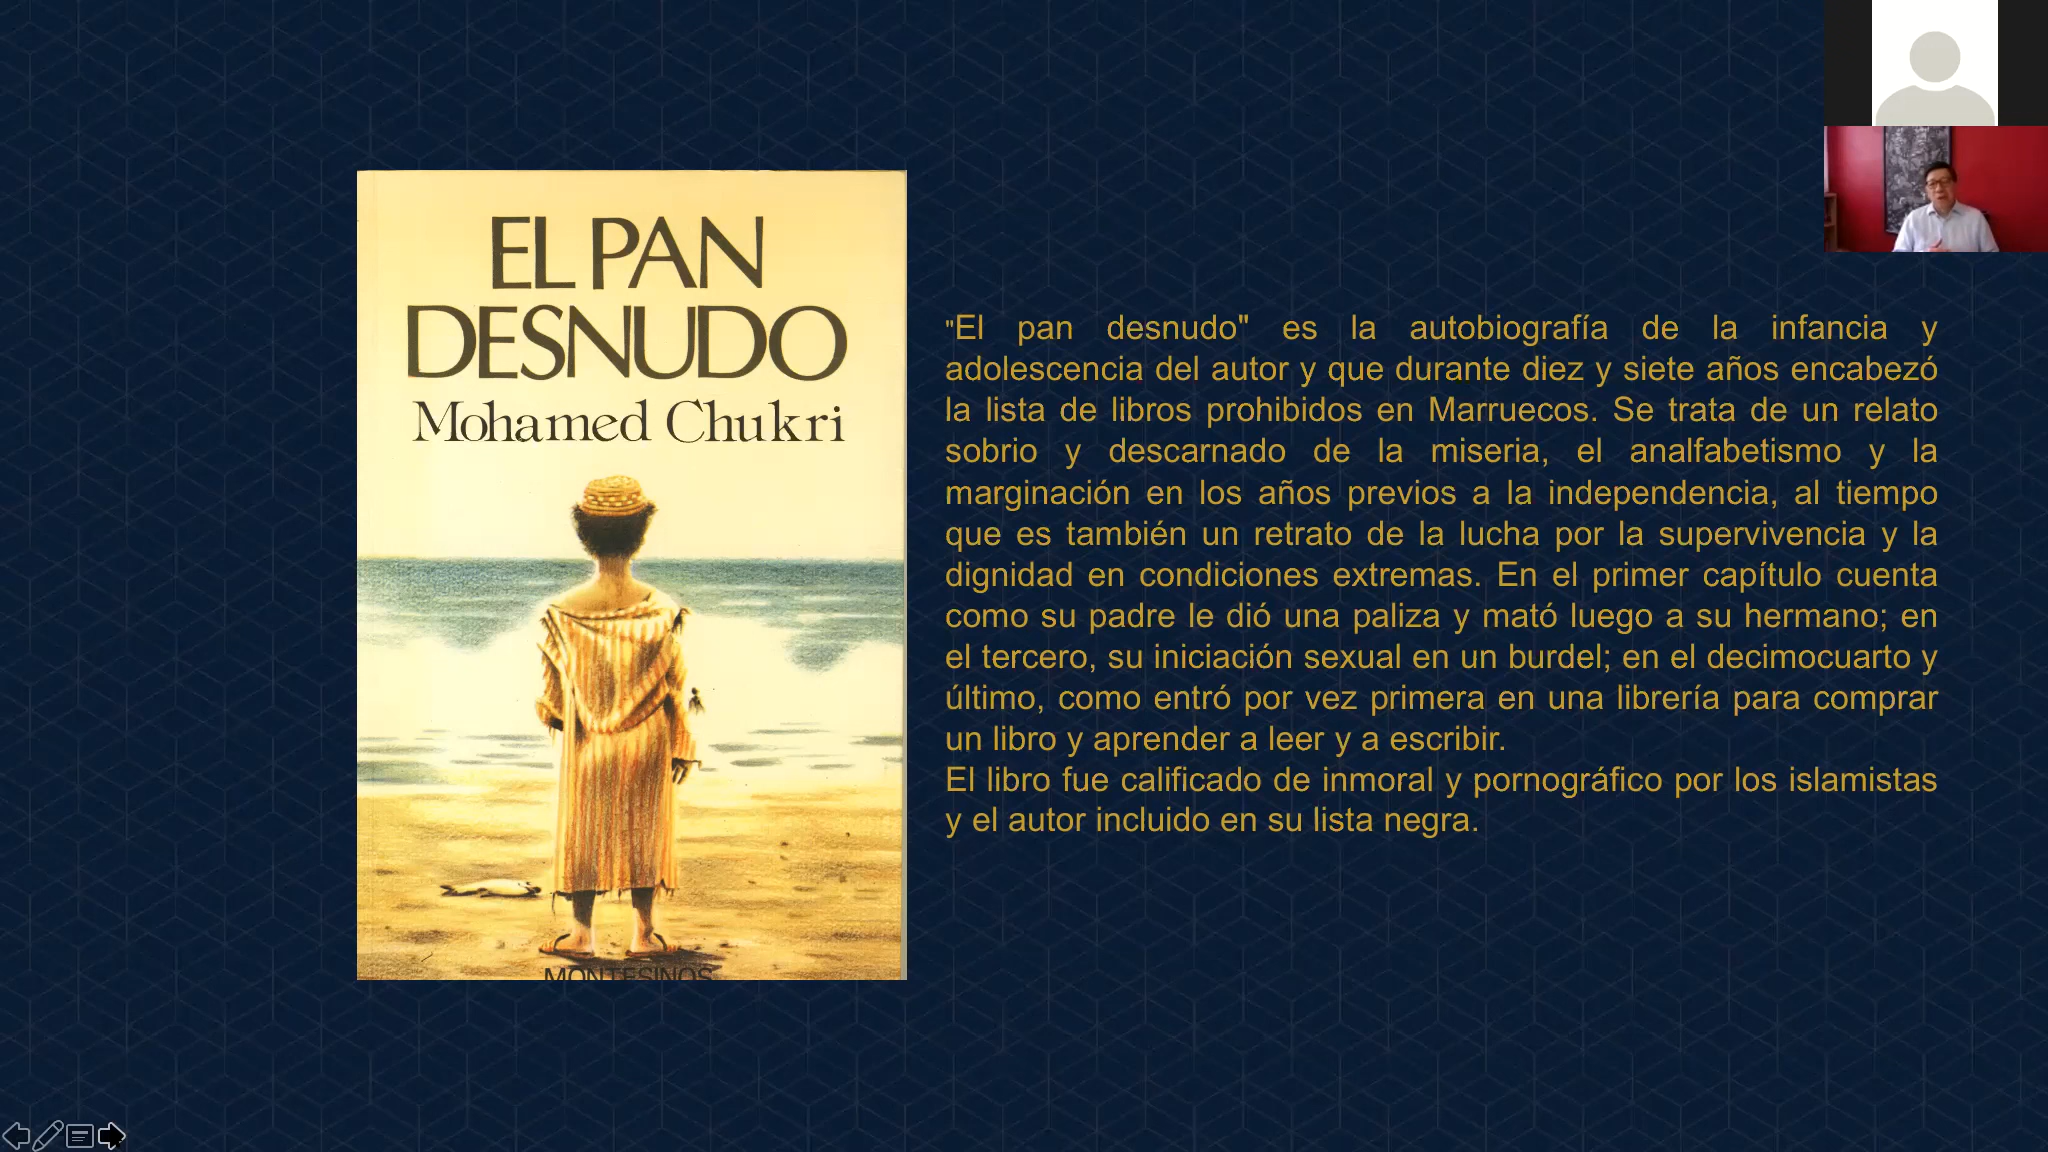 EL PAN
DESNUDO
Mohamed Chukri
MONTESINOS
"El pan desnudo" es la autobiografía de la infancia y
adolescencia del autor y que durante diez y siete años encabezó
la lista de libros prohibidos en Marruecos. Se trata de un relato
sobrio y descarnado de la miseria, el analfabetismo y la
marginación en los años previos a la independencia, al tiempo
que es también un retrato de la lucha por la supervivencia y la
dignidad en condiciones extremas. En el primer capítulo cuenta
como su padre le dió una paliza y mató luego a su hermano; en
el tercero, su iniciación sexual en un burdel; en el decimocuarto y
último, como entró por vez primera en una librería para comprar
un libro y aprender a leer y a escribir.
El libro fue calificado de inmoral y pornográfico por los islamistas
y el autor incluido en su lista negra.